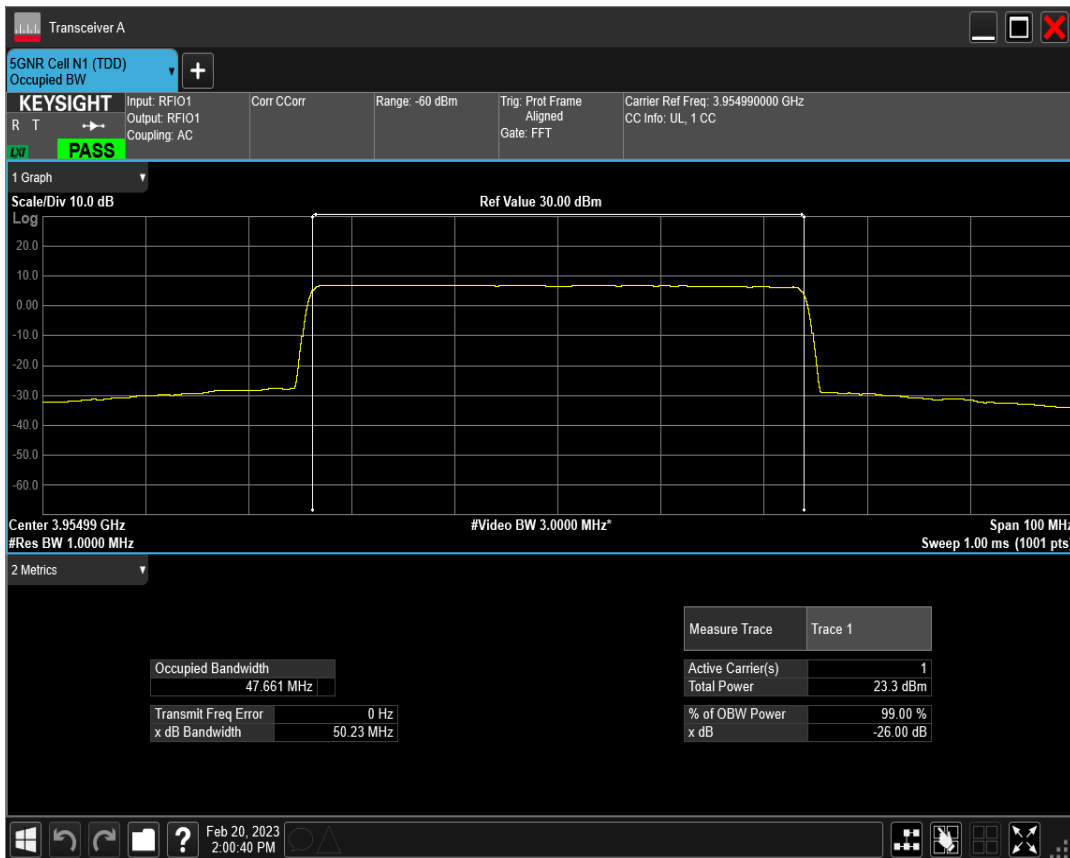 Transceiver A
5GNR Cell N1 (TDD)
Occupied BW
+
KEYSIGHT
R T
LXI
PASS
Input: RFIO1
Output: RFIO1
Coupling: AC
Corr CCorr
Range: -60 dBm
Trig: Prot Frame
Aligned
Gate: FFT
Carrier Ref Freq: 3.954990000 GHz
CC Info: UL, 1 CC
1 Graph
Scale/Div 10.0 dB
Ref Value 30.00 dBm
Log
20.0
10.0
0.00
-10.0
-20.0
-30.0
-40.0
-50.0
-60.0
Center 3.95499 GHz
#Video BW 3.0000 MHz*
Span 100 MHz
#Res BW 1.0000 MHz
Sweep 1.00 ms (1001 pts)
2 Metrics
Measure Trace Trace 1
Occupied Bandwidth
47.661 MHz
Active Carrier(s) 1
Total Power 23.3 dBm
Transmit Freq Error 0 Hz
x dB Bandwidth 50.23 MHz
% of OBW Power 99.00 %
x dB -26.00 dB
?
Feb 20, 2023
2:00:40 PM